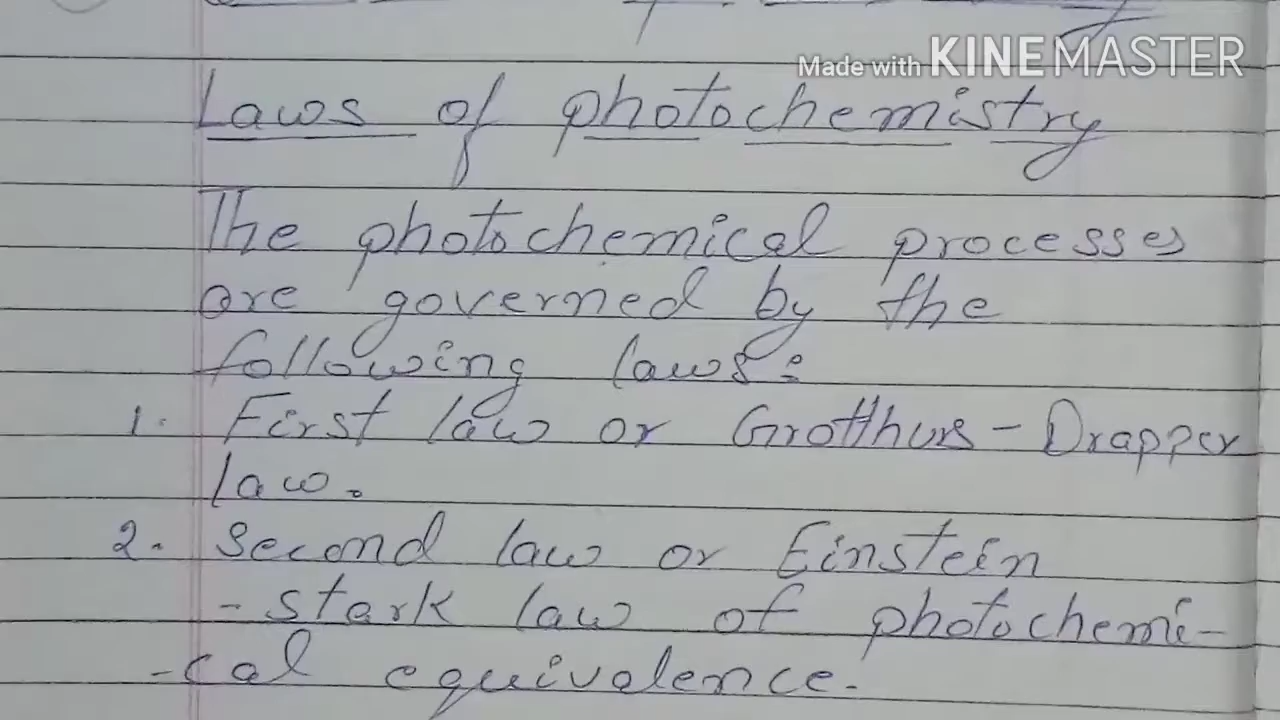 Made with KINEMASTER
Laws of photochemistry
The photochemical processes
are governed by the
following laws:
1. First law or Grotthurs - Drapper
law.
2. Second law or Einstein
- stark law of photochemi-
-cal equivalence.